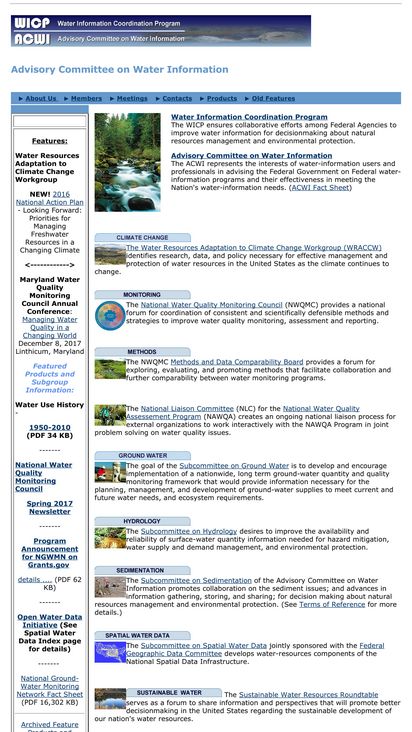 WICP Water Information Coordination Program
ACWI Advisory Committee on Water Information
Advisory Committee on Water Information
► About Us ► Members ► Meetings ► Contacts ► Products ► Old Features
Features:
Water Resources
Adaptation to
Climate Change
Workgroup
NEW! 2016
National Action Plan
- Looking Forward:
Priorities for
Managing
Freshwater
Resources in a
Changing Climate
<------------>
Maryland Water
Quality
Monitoring
Council Annual
Conference:
Managing Water
Quality in a
Changing World
December 8, 2017
Linthicum, Maryland
Featured
Products and
Subgroup
Information:
Water Use History
-
1950-2010
(PDF 34 KB)
-------
National Water
Quality
Monitoring
Council
Spring 2017
Newsletter
-------
Program
Announcement
for NGWMN on
Grants.gov
details .... (PDF 62
KB)
-------
Open Water Data
Initiative (See
Spatial Water
Data Index page
for details)
-------
National Ground-
Water Monitoring
Network Fact Sheet
(PDF 16,302 KB)
Archived Feature
Products and
Water Information Coordination Program
The WICP ensures collaborative efforts among Federal Agencies to
improve water information for decisionmaking about natural
resources management and environmental protection.
Advisory Committee on Water Information
The ACWI represents the interests of water-information users and
professionals in advising the Federal Government on Federal water-
information programs and their effectiveness in meeting the
Nation's water-information needs. (ACWI Fact Sheet)
CLIMATE CHANGE
The Water Resources Adaptation to Climate Change Workgroup (WRACCW)
identifies research, data, and policy necessary for effective management and
protection of water resources in the United States as the climate continues to
change.
MONITORING
The National Water Quality Monitoring Council (NWQMC) provides a national
forum for coordination of consistent and scientifically defensible methods and
strategies to improve water quality monitoring, assessment and reporting.
METHODS
The NWQMC Methods and Data Comparability Board provides a forum for
exploring, evaluating, and promoting methods that facilitate collaboration and
further comparability between water monitoring programs.
The National Liaison Committee (NLC) for the National Water Quality
Assessment Program (NAWQA) creates an ongoing national liaison process for
external organizations to work interactively with the NAWQA Program in joint
problem solving on water quality issues.
GROUND WATER
The goal of the Subcommittee on Ground Water is to develop and encourage
implementation of a nationwide, long term ground-water quantity and quality
monitoring framework that would provide information necessary for the
planning, management, and development of ground-water supplies to meet current and
future water needs, and ecosystem requirements.
HYDROLOGY
The Subcommittee on Hydrology desires to improve the availability and
reliability of surface-water quantity information needed for hazard mitigation,
water supply and demand management, and environmental protection.
SEDIMENTATION
The Subcommittee on Sedimentation of the Advisory Committee on Water
Information promotes collaboration on the sediment issues; and advances in
information gathering, storing, and sharing; for decision making about natural
resources management and environmental protection. (See Terms of Reference for more
details.)
SPATIAL WATER DATA
The Subcommittee on Spatial Water Data jointly sponsored with the Federal
Geographic Data Committee develops water-resources components of the
National Spatial Data Infrastructure.
SUSTAINABLE WATER The Sustainable Water Resources Roundtable
serves as a forum to share information and perspectives that will promote better
decisionmaking in the United States regarding the sustainable development of
our nation's water resources.